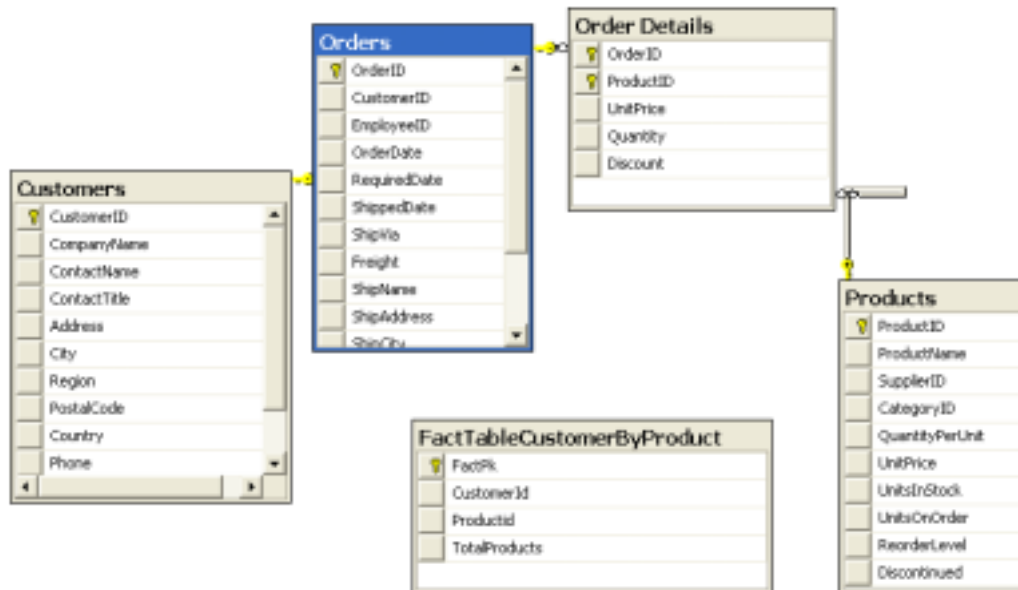 Customers
CustomerID
CompanyName
ContactName
ContactTitle
Address
City
Region
PostalCode
Country
Phone
Orders
OrderID
CustomerID
EmployeeID
OrderDate
RequiredDate
ShippedDate
ShipVia
Freight
ShipName
ShipAddress
ShipCity
Order Details
OrderID
ProductID
UnitPrice
Quantity
Discount
FactTableCustomerByProduct
FactPk
CustomerId
Productid
TotalProducts
Products
ProductID
ProductName
SupplierID
CategoryID
QuantityPerUnit
UnitPrice
UnitsInStock
UnitsOnOrder
ReorderLevel
Discontinued